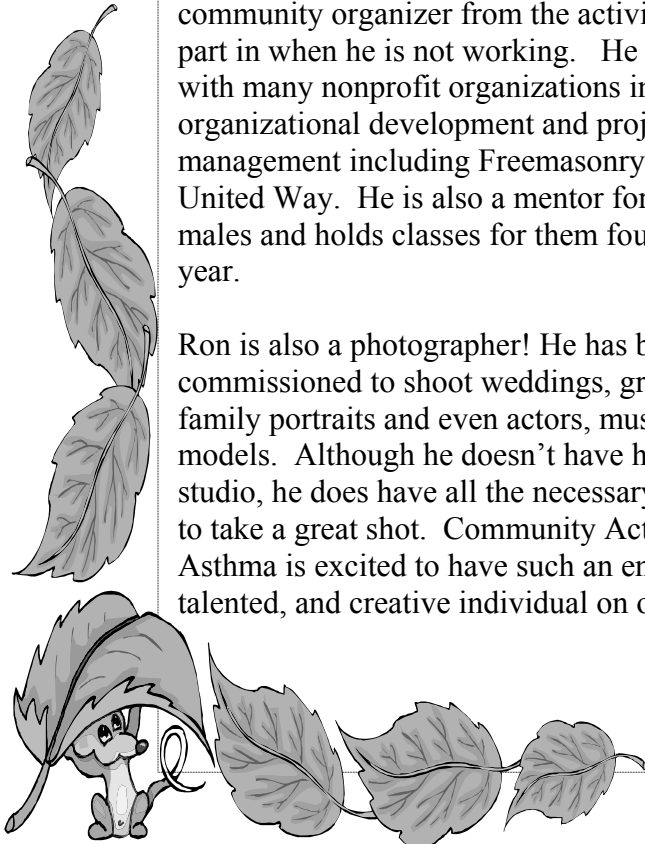 community organizer from the activi
part in when he is not working.   He
with many nonprofit organizations in
organizational development and proj
management including Freemasonry
United Way.  He is also a mentor for
males and holds classes for them fou
year.
Ron is also a photographer! He has b
commissioned to shoot weddings, gr
family portraits and even actors, mus
models.  Although he doesn’t have h
studio, he does have all the necessary
to take a great shot.  Community Act
Asthma is excited to have such an en
talented, and creative individual on o